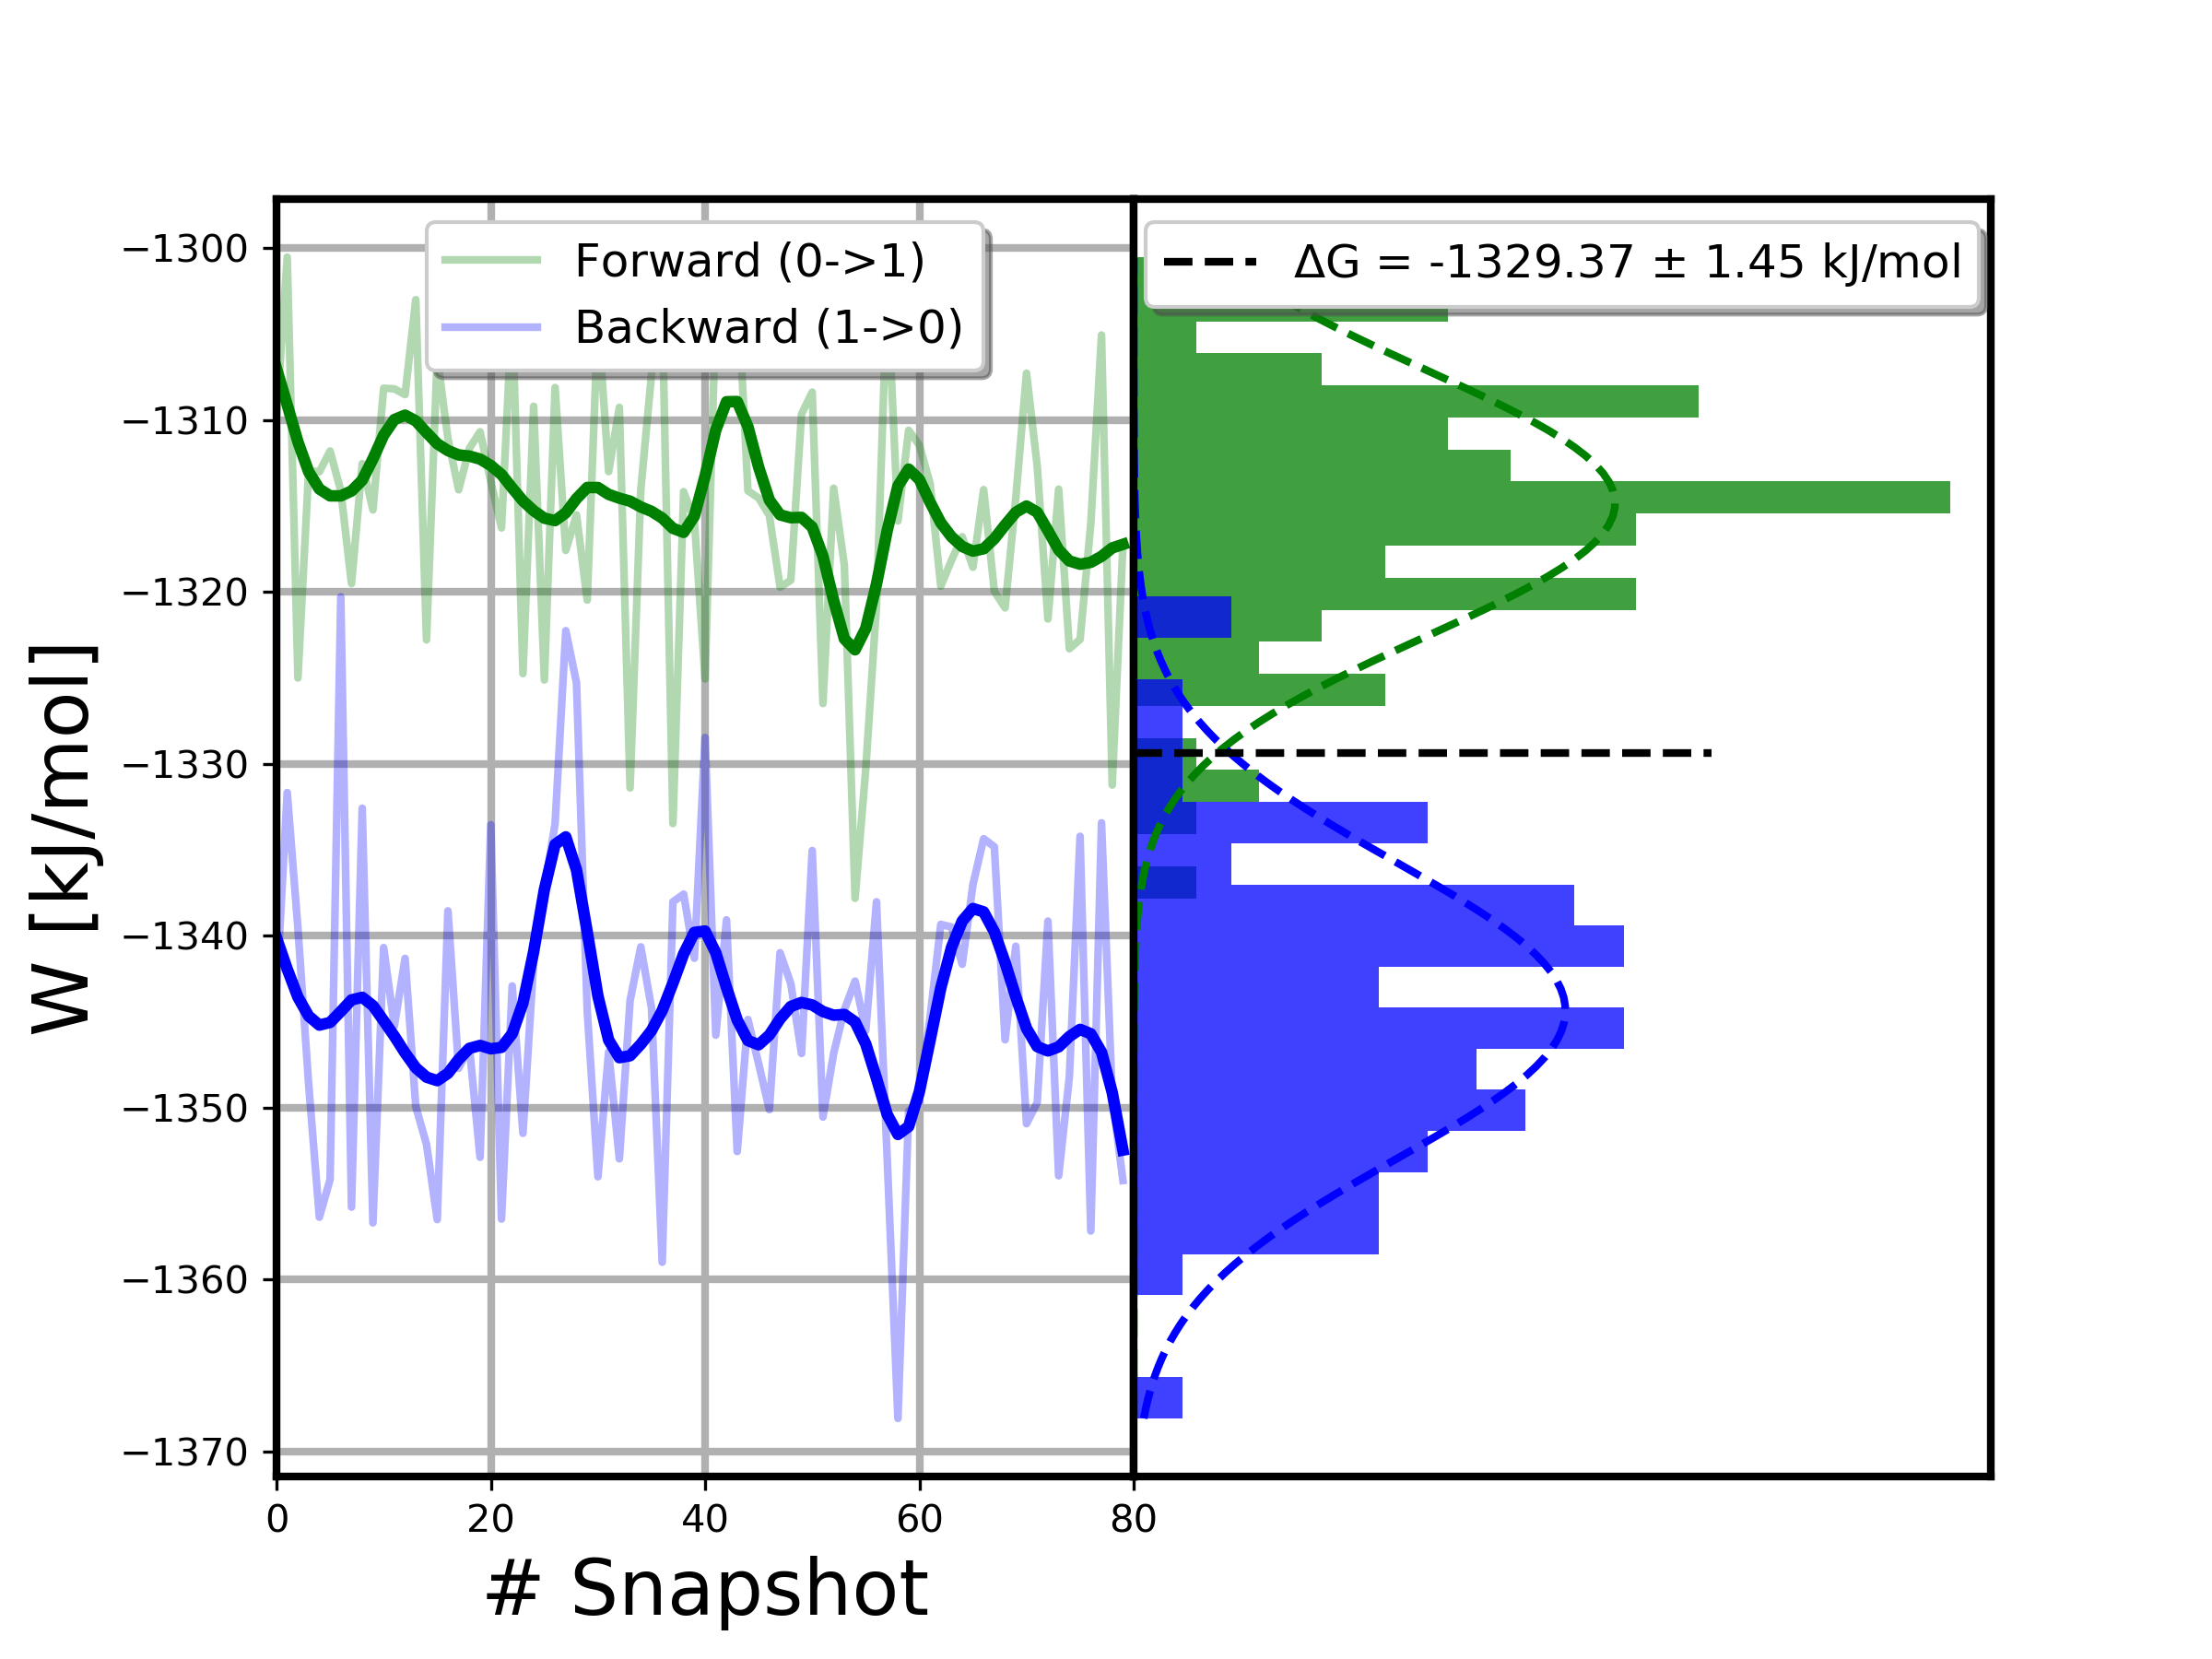 Forward (0->1)
Backward (1->0)
ΔG = -1329.37 ± 1.45 kJ/mol
W [kJ/mol]
−1300
−1310
−1320
−1330
−1340
−1350
−1360
−1370
0 20 40 60 80
# Snapshot